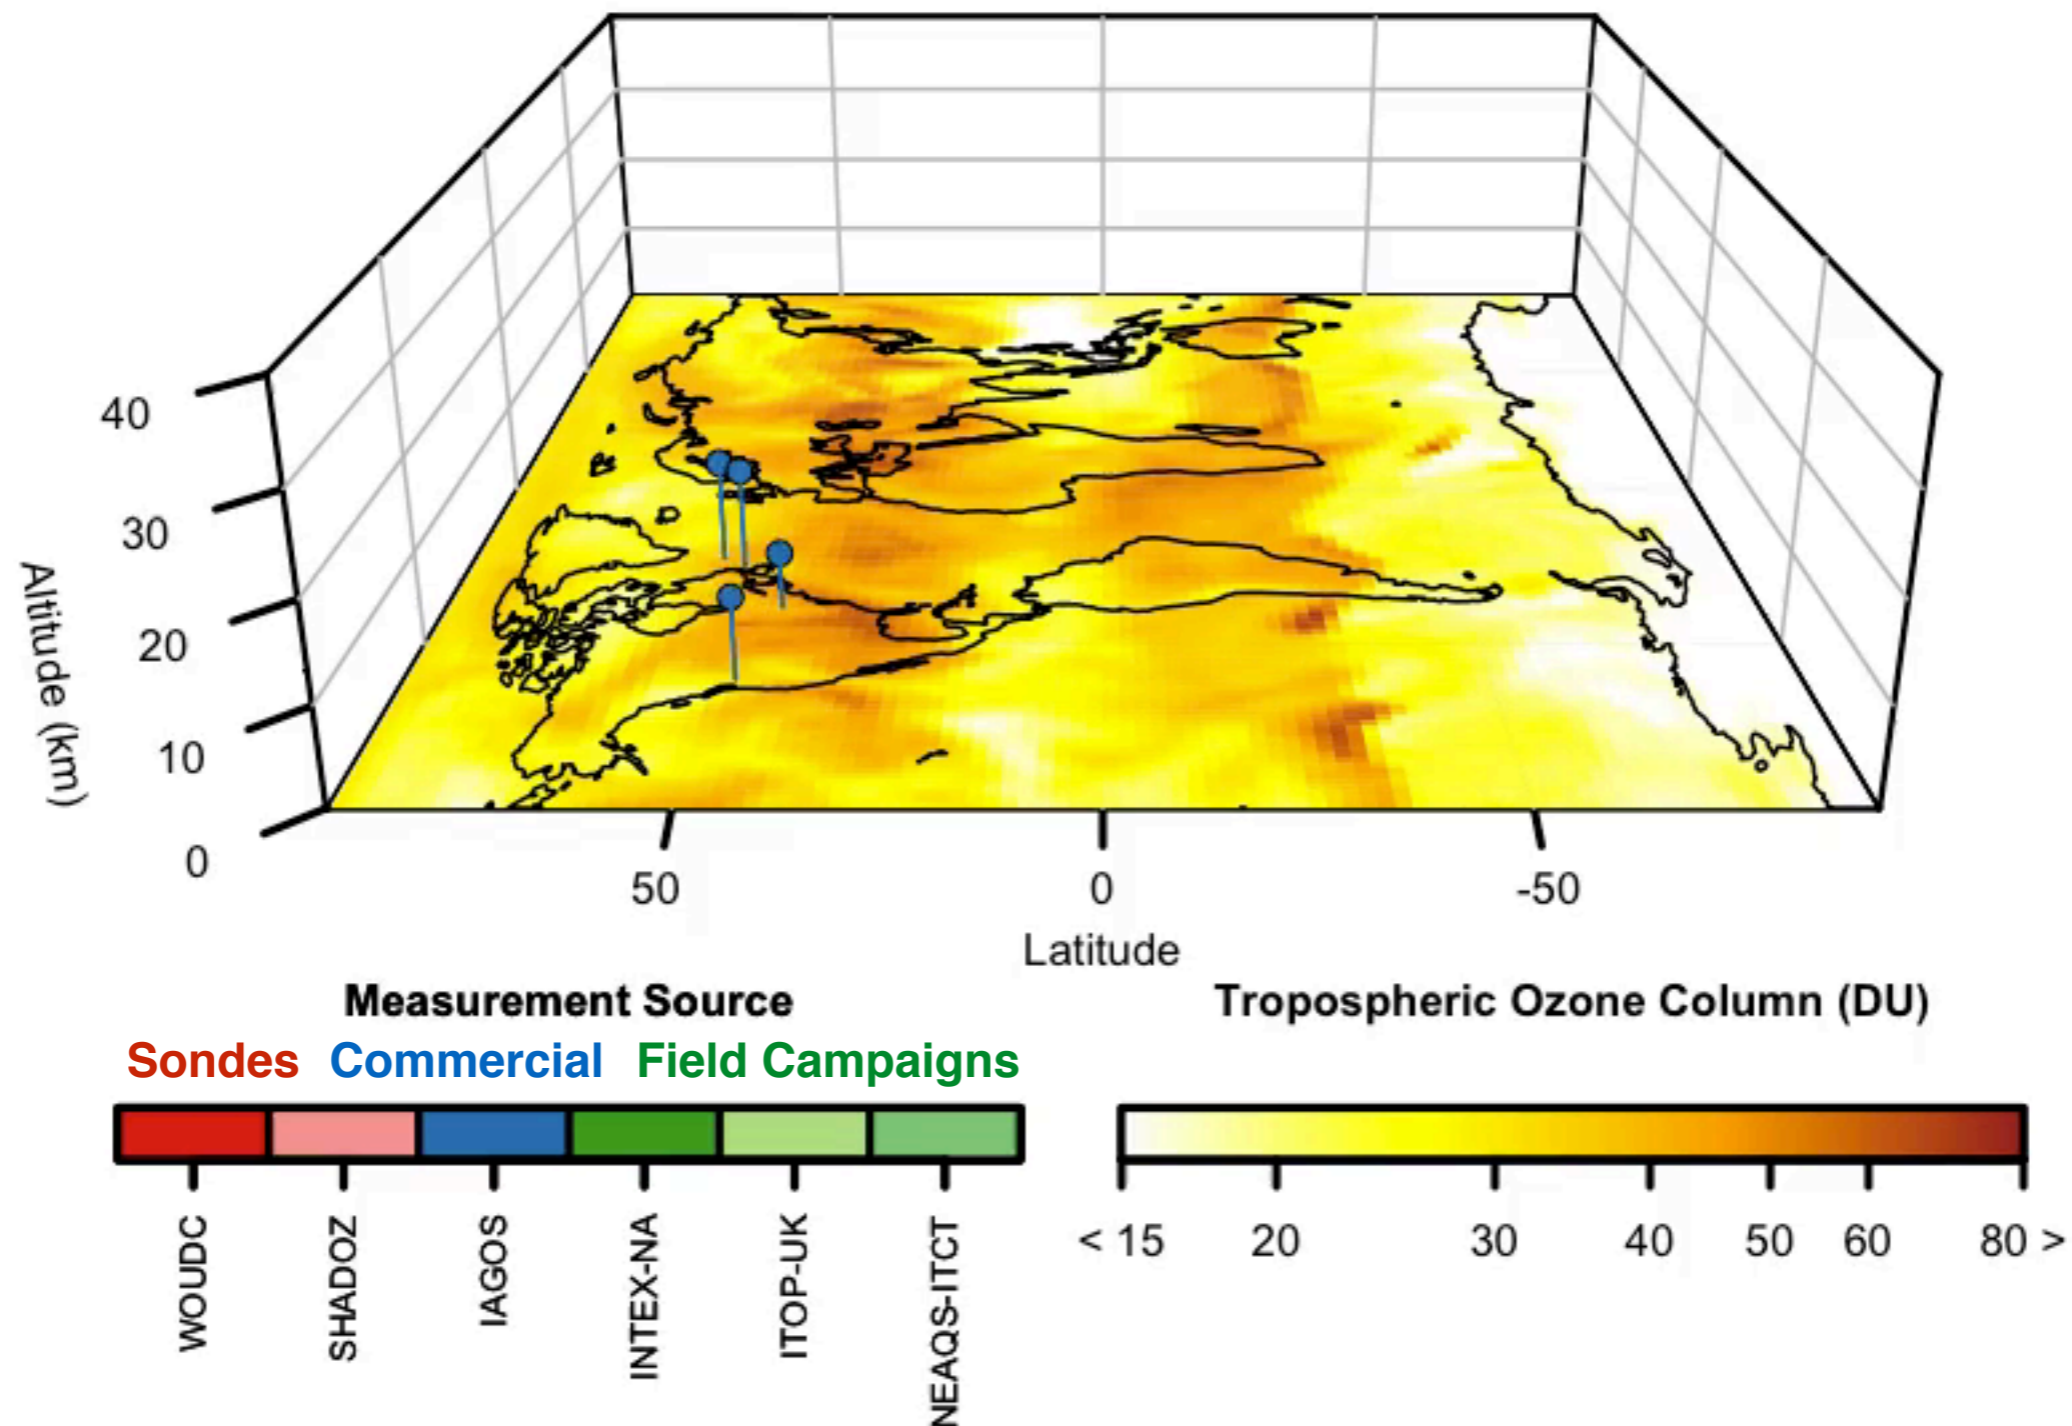 40
30
20
10
0
Altitude (km)
50 0 -50
Latitude
Measurement Source
Sondes Commercial Field Campaigns
WOUDC
SHADOZ
IAGOS
INTEX-NA
ITOP-UK
NEAQS-ITCT
Tropospheric Ozone Column (DU)
< 15 20 30 40 50 60 80 >